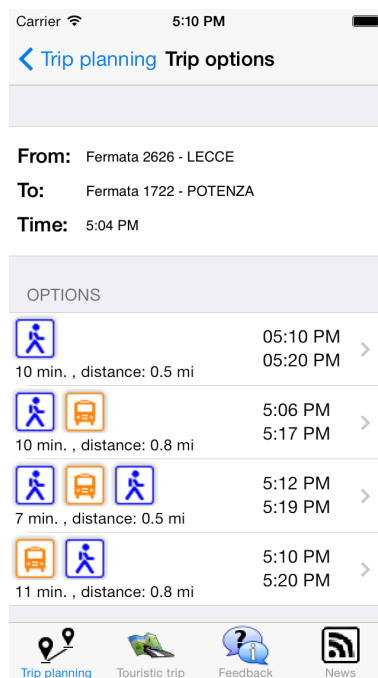 Carrier 5:10 PM
Trip planning Trip options
From: Fermata 2626 - LECCE
To: Fermata 1722 - POTENZA
Time: 5:04 PM
OPTIONS
05:10 PM
05:20 PM
10 min. , distance: 0.5 mi
5:06 PM
5:17 PM
10 min. , distance: 0.8 mi
5:12 PM
5:19 PM
7 min. , distance: 0.5 mi
5:10 PM
5:20 PM
11 min. , distance: 0.8 mi
Trip planning Touristic trip Feedback News